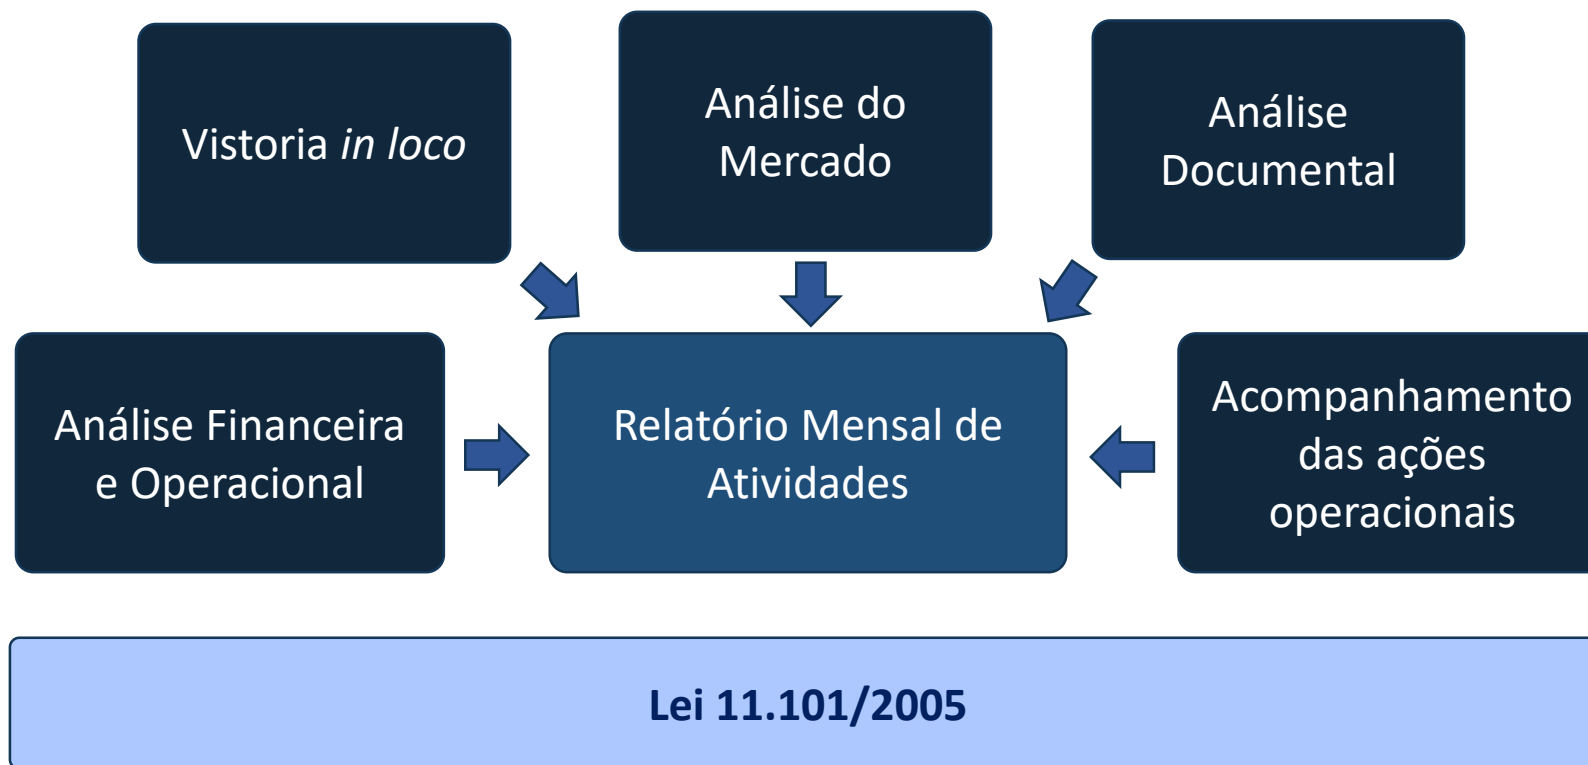 Vistoria in loco
Análise do
Mercado
Análise
Documental
Análise Financeira
e Operacional
Relatório Mensal de
Atividades
Acompanhamento
das ações
operacionais
Lei 11.101/2005